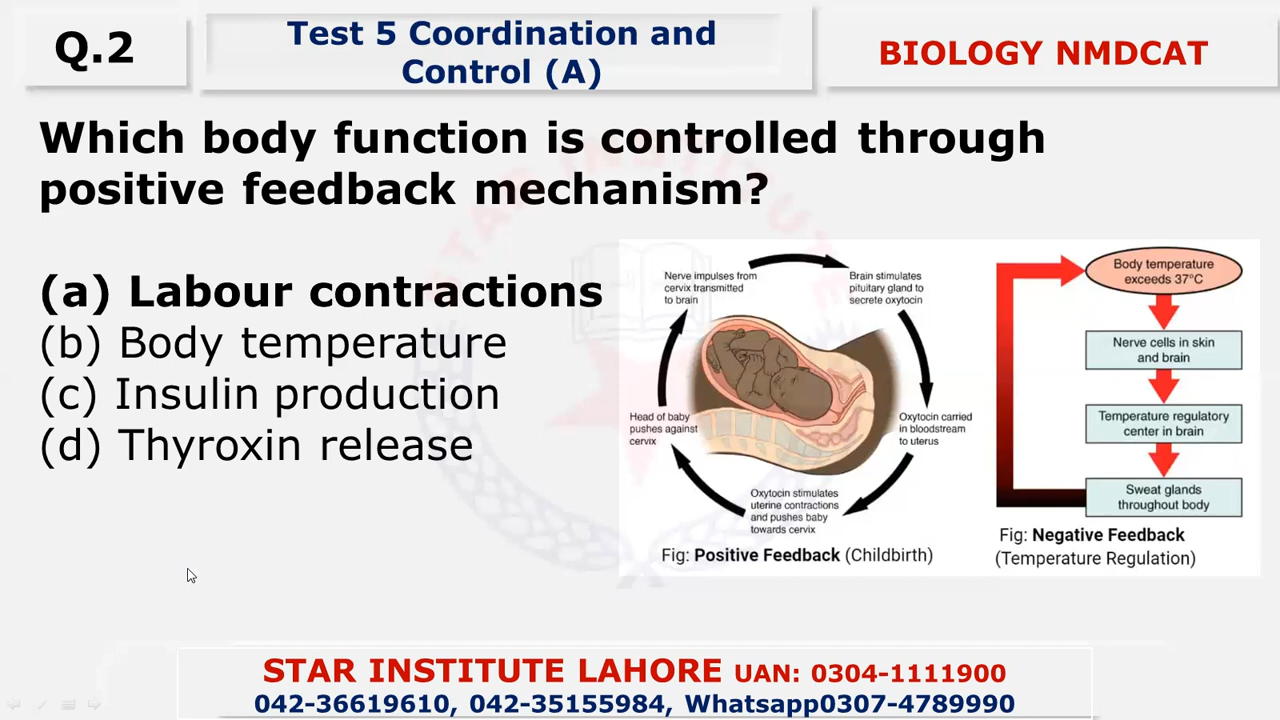 Q.2
Test 5 Coordination and
Control (A)
BIOLOGY NMDCAT
Which body function is controlled through
positive feedback mechanism?
(a) Labour contractions
(b) Body temperature
(c) Insulin production
(d) Thyroxin release
Nerve impulses from
cervix transmitted
to brain
Brain stimulates
pituitary gland to
secrete oxytocin
Oxytocin carried
in bloodstream
to uterus
Oxytocin stimulates
uterine contractions
and pushes baby
towards cervix
Head of baby
pushes against
cervix
Fig: Positive Feedback (Childbirth)
Body temperature
exceeds 37°C
Nerve cells in skin
and brain
Temperature regulatory
center in brain
Sweat glands
throughout body
Fig: Negative Feedback
(Temperature Regulation)
STAR INSTITUTE
STAR INSTITUTE LAHORE UAN: 0304-1111900
042-36619610, 042-35155984, Whatsapp0307-4789990